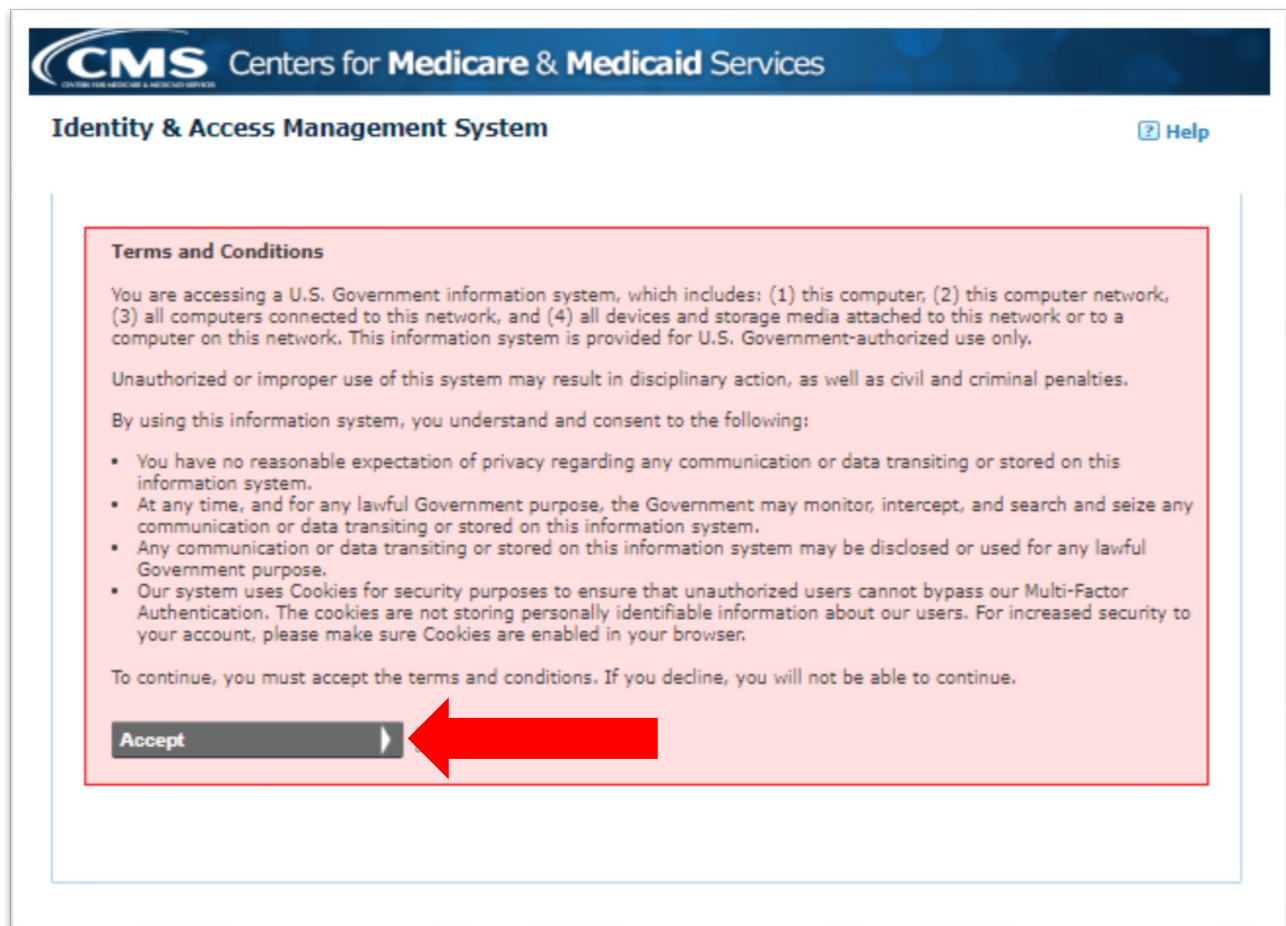 CMS Centers for Medicare & Medicaid Services
CENTERS FOR MEDICARE & MEDICAID SERVICES
Identity & Access Management System
? Help
Terms and Conditions
You are accessing a U.S. Government information system, which includes: (1) this computer, (2) this computer network,
(3) all computers connected to this network, and (4) all devices and storage media attached to this network or to a
computer on this network. This information system is provided for U.S. Government-authorized use only.
Unauthorized or improper use of this system may result in disciplinary action, as well as civil and criminal penalties.
By using this information system, you understand and consent to the following:
• You have no reasonable expectation of privacy regarding any communication or data transiting or stored on this
information system.
• At any time, and for any lawful Government purpose, the Government may monitor, intercept, and search and seize any
communication or data transiting or stored on this information system.
• Any communication or data transiting or stored on this information system may be disclosed or used for any lawful
Government purpose.
• Our system uses Cookies for security purposes to ensure that unauthorized users cannot bypass our Multi-Factor
Authentication. The cookies are not storing personally identifiable information about our users. For increased security to
your account, please make sure Cookies are enabled in your browser.
To continue, you must accept the terms and conditions. If you decline, you will not be able to continue.
Accept